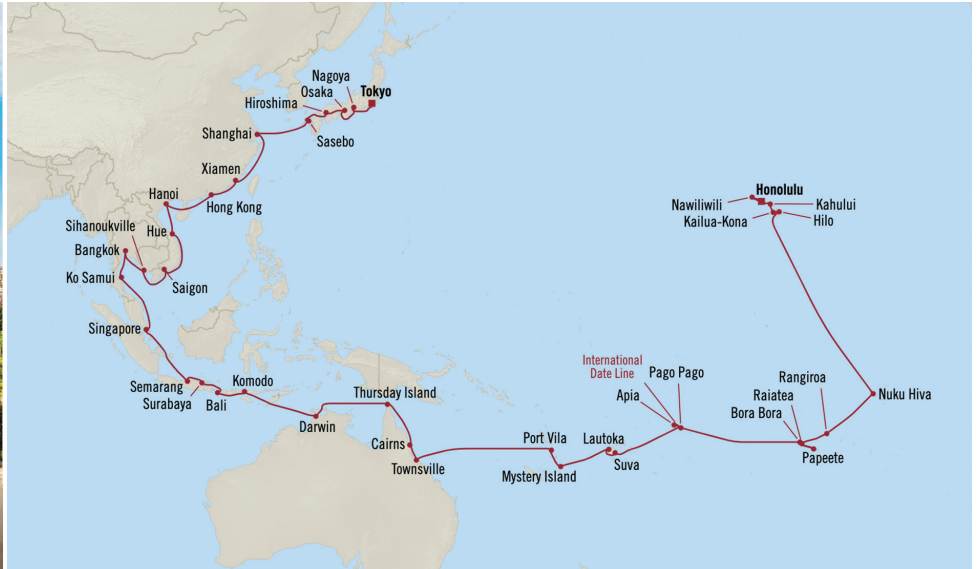 Nagoya
Osaka
Tokyo
Hiroshima
Shanghai
Sasebo
Xiamen
Hanoi
Hong Kong
Sihanoukville
Hue
Bangkok
Ko Samui
Saigon
Singapore
Semarang
Surabaya
Bali
Komodo
Thursday Island
Darwin
Cairns
Townsville
Port Vila
Mystery Island
Lautoka
Suva
International
Date Line
Apia
Pago Pago
Rangiroa
Raiatea
Bora Bora
Papeete
Nuku Hiva
Honolulu
Nawiliwili
Kahului
Kailua-Kona
Hilo